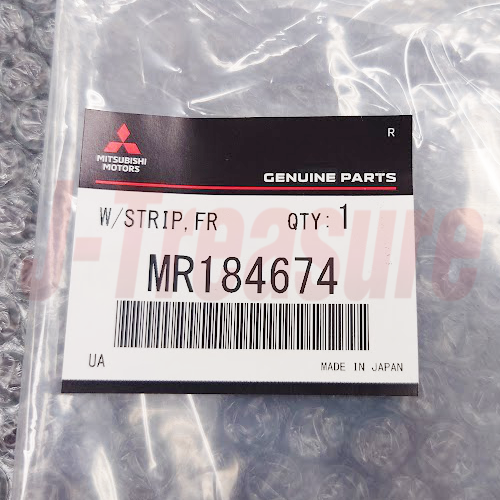 R
MITSUBISHI
MOTORS
GENUINE PARTS
W/STRIP,FR QTY: 1
J-Treasure
MR184674
UA
MADE IN JAPAN